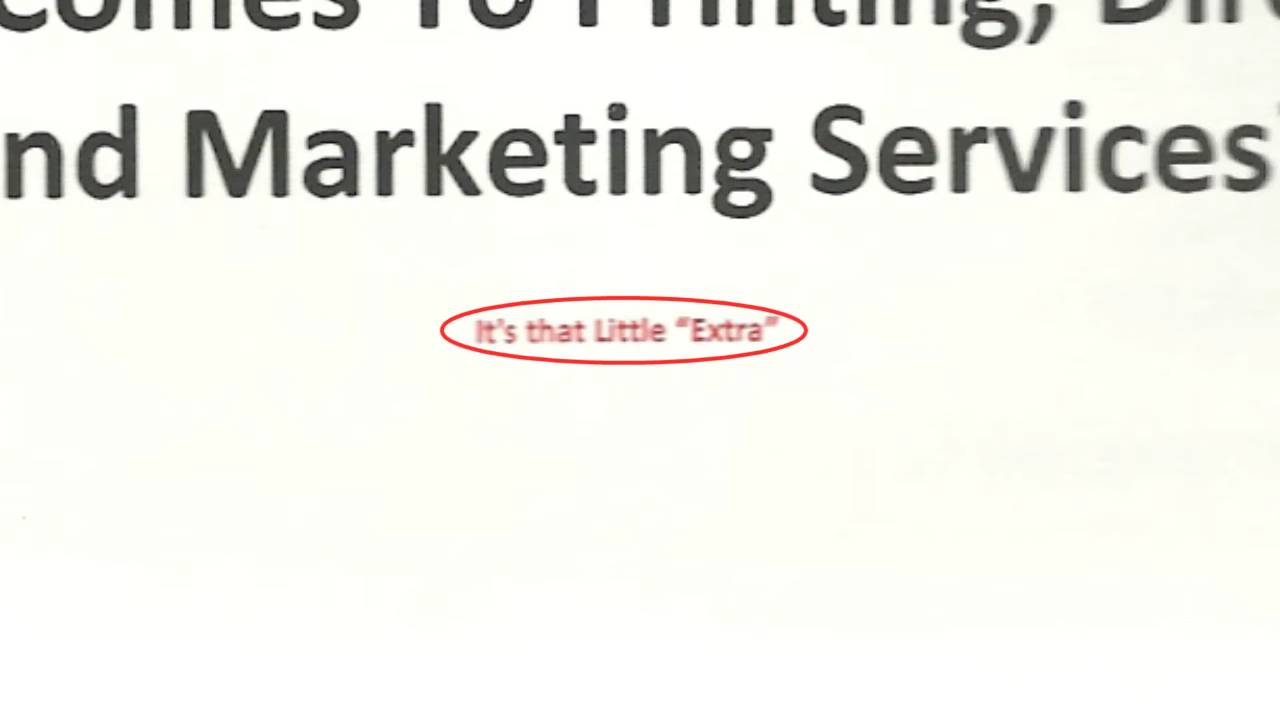 comes To Printing,
nd Marketing Services
It's that Little “Extra”